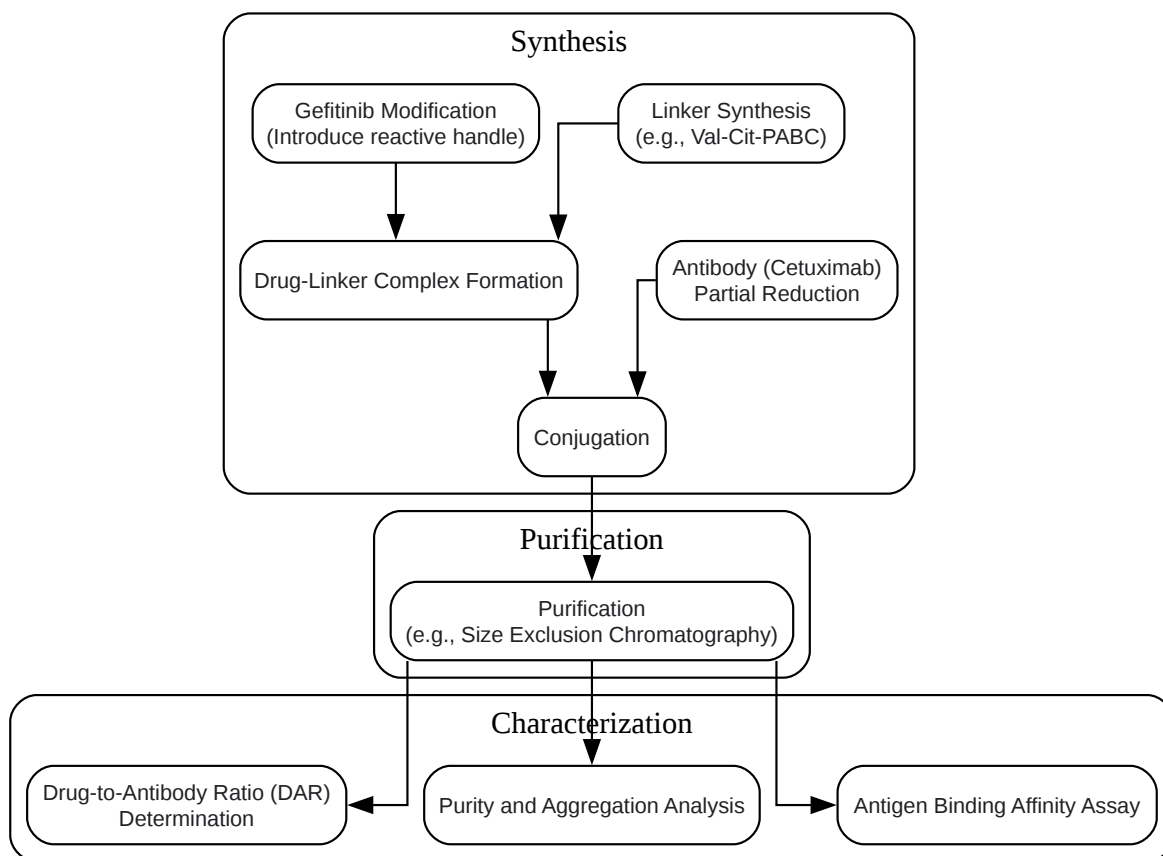 Synthesis
Gefitinib Modification
(Introduce reactive handle)
Linker Synthesis
(e.g., Val-Cit-PABC)
Drug-Linker Complex Formation
Antibody (Cetuximab)
Partial Reduction
Conjugation
Purification
Purification
(e.g., Size Exclusion Chromatography)
Characterization
Drug-to-Antibody Ratio (DAR)
Determination
Purity and Aggregation Analysis
Antigen Binding Affinity Assay